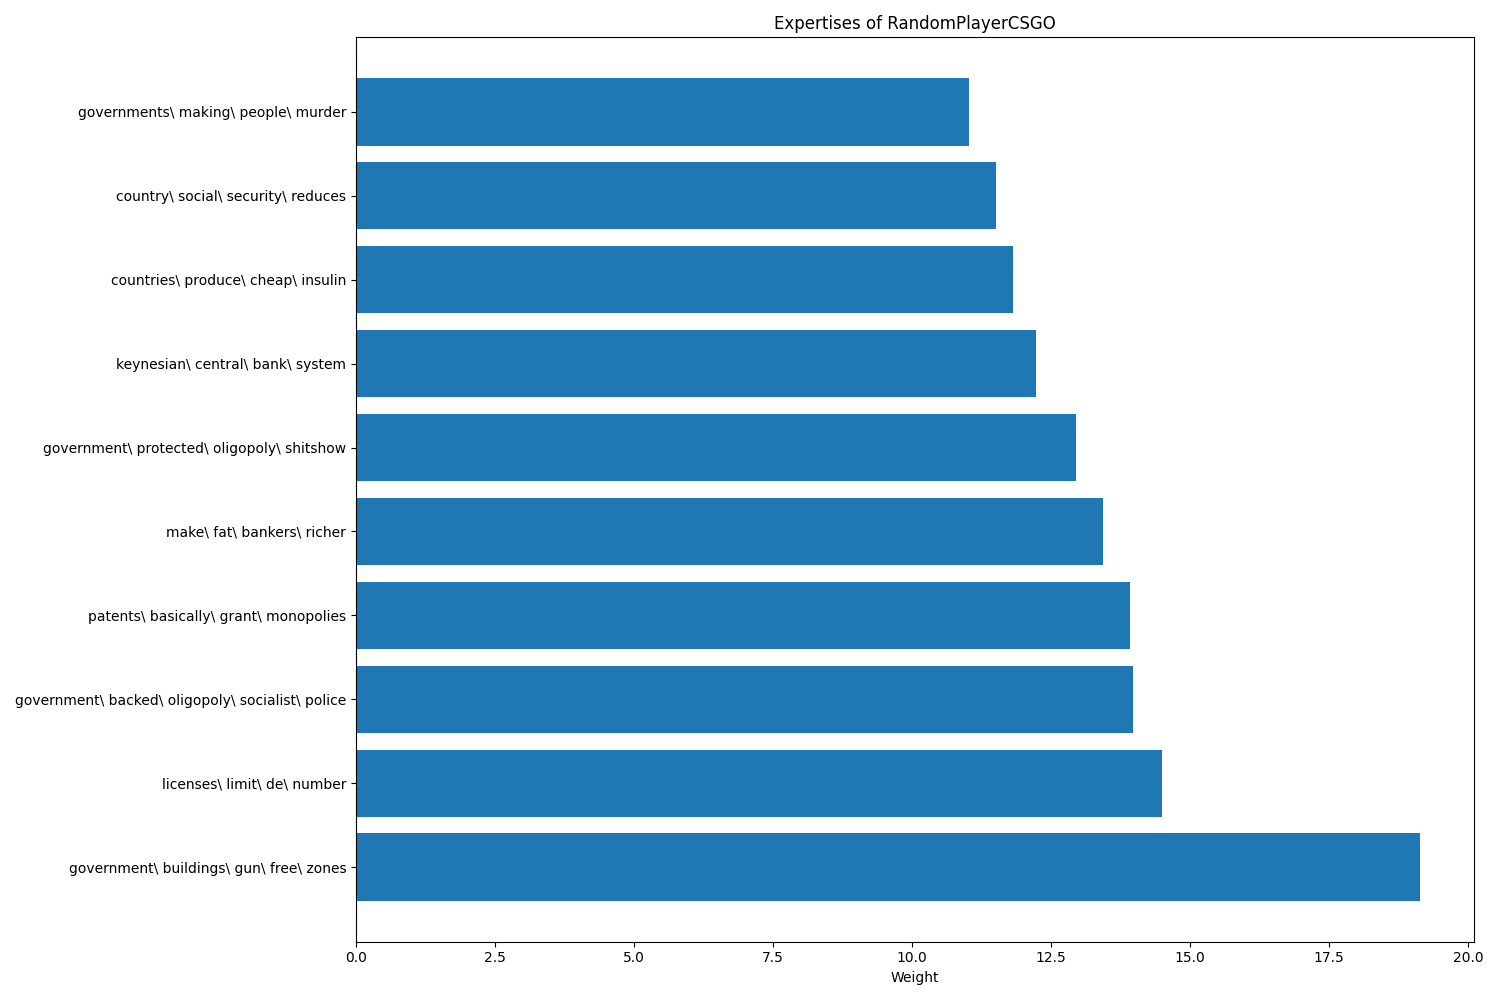 Expertises of RandomPlayerCSGO
governments\ making\ people\ murder
country\ social\ security\ reduces
countries\ produce\ cheap\ insulin
keynesian\ central\ bank\ system
government\ protected\ oligopoly\ shitshow
make\ fat\ bankers\ richer
patents\ basically\ grant\ monopolies
government\ backed\ oligopoly\ socialist\ police
licenses\ limit\ de\ number
government\ buildings\ gun\ free\ zones
0.0 2.5 5.0 7.5 10.0 12.5 15.0 17.5 20.0
Weight